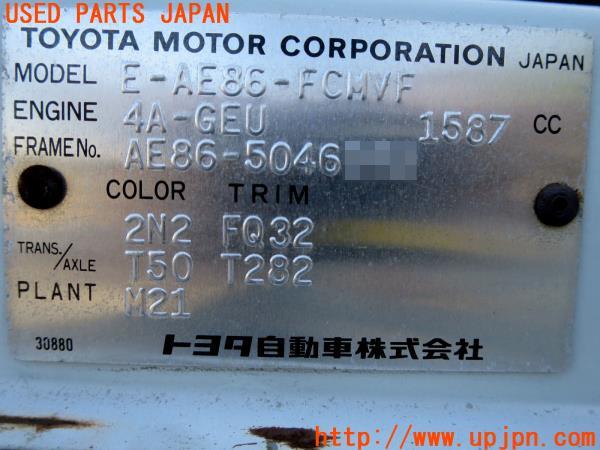 USED PARTS JAPAN
TOYOTA MOTOR CORPORATION JAPAN
MODEL E-AE86-FCMVF
ENGINE 4A-GEU 1587 CC
FRAME No. AE86-5046
COLOR TRIM
2N2 FQ32
TRANS./AXLE T50 T282
PLANT M21
30880 トヨタ自動車株式会社
http://www.upjpn.com